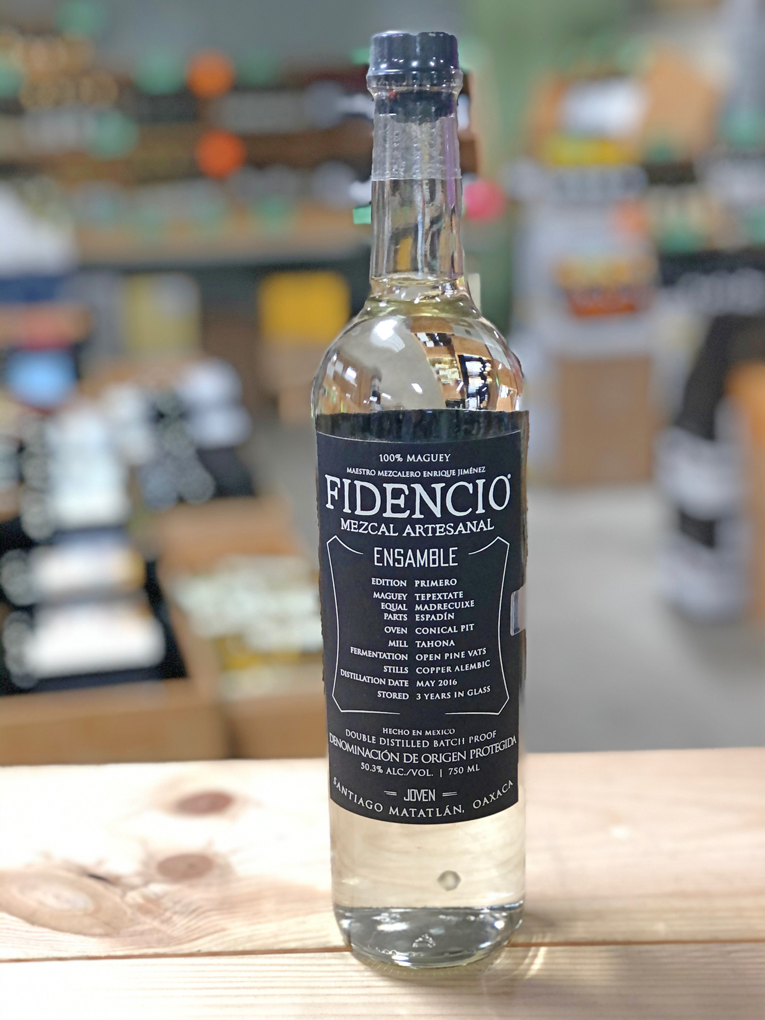 100% MAGUEY
MAESTRO MEZCALERO ENRIQUE JIMÉNEZ
FIDENCIO
MEZCAL ARTESANAL
ENSAMBLE
EDITION PRIMERO
MAGUEY TEPEXTATE
EQUAL MADRECUIXE
PARTS ESPADÍN
OVEN CONICAL PIT
MILL TAHONA
FERMENTATION OPEN PINE VATS
STILLS COPPER ALEMBIC
DISTILLATION DATE MAY 2016
STORED 3 YEARS IN GLASS
HECHO EN MEXICO
DOUBLE DISTILLED BATCH PROOF
DENOMINACIÓN DE ORIGEN PROTEGIDA
50.3% ALC./VOL. | 750 ML
JOVEN
SANTIAGO MATATLÁN, OAXACA